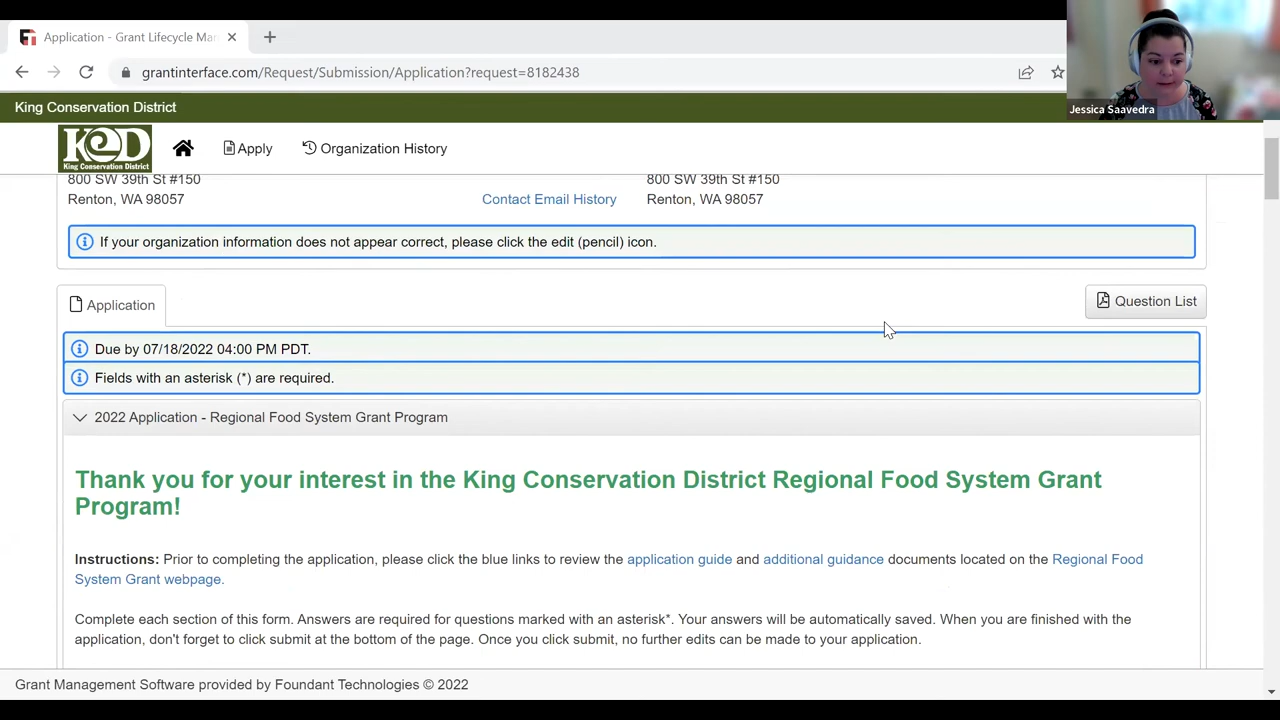 Application - Grant Lifecycle Mar
grantinterface.com/Request/Submission/Application?request=8182438
Jessica Saavedra
King Conservation District
KCD
King Conservation District
Apply
Organization History
800 SW 39th St #150
800 SW 39th St #150
Renton, WA 98057
Contact Email History
Renton, WA 98057
If your organization information does not appear correct, please click the edit (pencil) icon.
Application
Question List
Due by 07/18/2022 04:00 PM PDT.
Fields with an asterisk (*) are required.
2022 Application - Regional Food System Grant Program
Thank you for your interest in the King Conservation District Regional Food System Grant
Program!
Instructions: Prior to completing the application, please click the blue links to review the application guide and additional guidance documents located on the Regional Food
System Grant webpage.
Complete each section of this form. Answers are required for questions marked with an asterisk*. Your answers will be automatically saved. When you are finished with the
application, don't forget to click submit at the bottom of the page. Once you click submit, no further edits can be made to your application.
Grant Management Software provided by Foundant Technologies © 2022